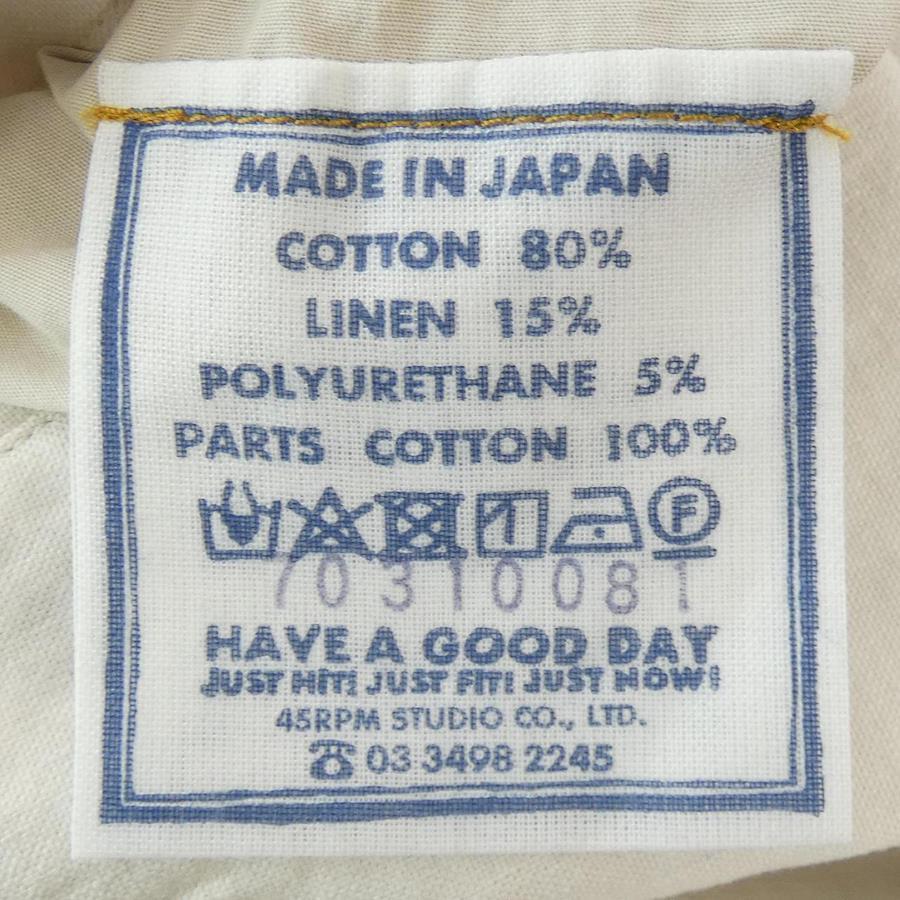 MADE IN JAPAN
COTTON 80%
LINEN 15%
POLYURETHANE 5%
PARTS COTTON 100%
F
70310081
HAVE A GOOD DAY
JUST HIT! JUST FIT! JUST NOW!
45RPM STUDIO CO., LTD.
☎ 03 3498 2245